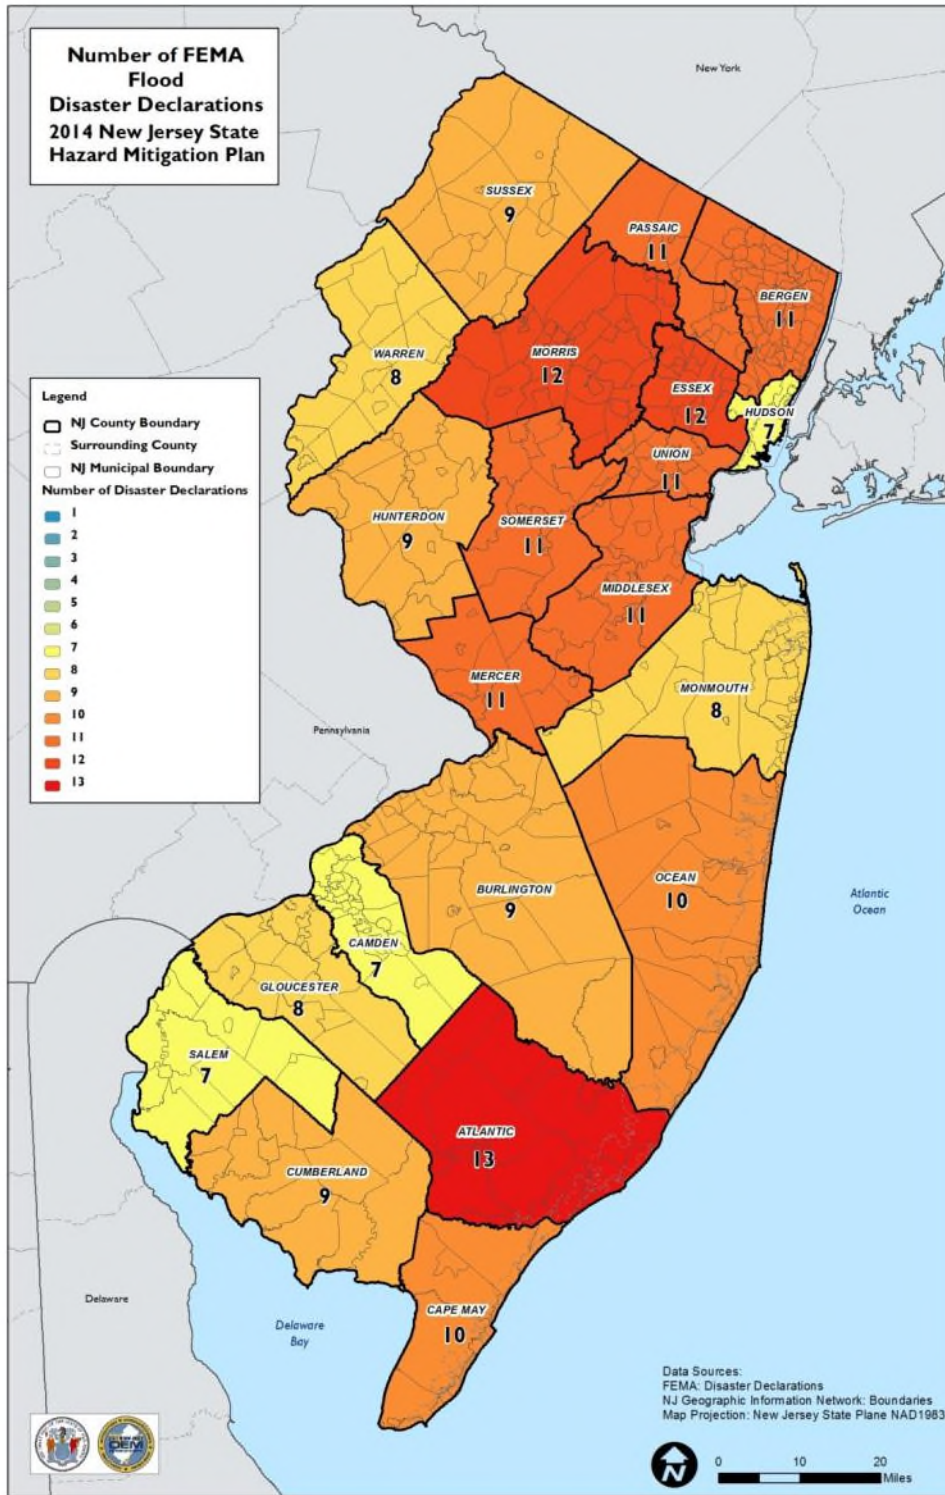 Number of FEMA
Flood
Disaster Declarations
2014 New Jersey State
Hazard Mitigation Plan
New York
SUSSEX
9
PASSAIC
11
BERGEN
11
WARREN
8
MORRIS
12
ESSEX
12
HUDSON
7
UNION
11
Legend
NJ County Boundary
Surrounding County
NJ Municipal Boundary
Number of Disaster Declarations
1
2
3
4
5
6
7
8
9
10
11
12
13
HUNTERDON
9
SOMERSET
11
MIDDLESEX
11
MERCER
11
MONMOUTH
8
Pennsylvania
OCEAN
10
BURLINGTON
9
Atlantic
Ocean
CAMDEN
7
GLOUCESTER
8
SALEM
7
ATLANTIC
13
CUMBERLAND
9
Delaware
Delaware
Bay
CAPE MAY
10
Data Sources:
FEMA: Disaster Declarations
NJ Geographic Information Network: Boundaries
Map Projection: New Jersey State Plane NAD1983
OEM
N
0 10 20
Miles